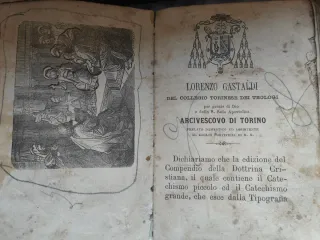 LORENZO GASTALDI
DEL COLLEGIO TORINESE DEI TEOLOGI
per grazia di Dio
e della S. Sede Apostolica
ARCIVESCOVO DI TORINO
Dichiariamo che la edizione del
Compendio della Dottrina Cri-
stiana, il quale contiene il Cate-
chismo piccolo ed il Catechismo
grande, che esce dalla Tipografia